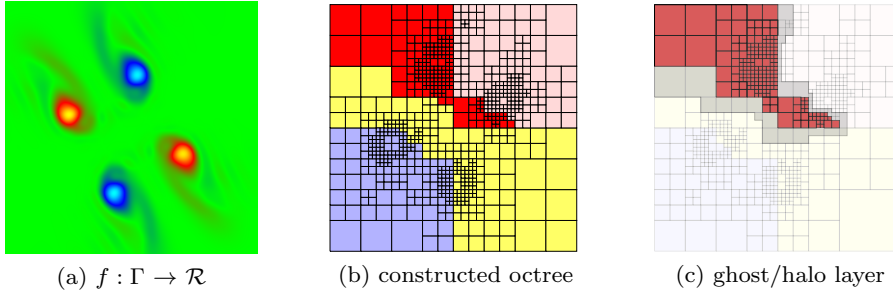 (a) f : Γ → ℛ
(b) constructed octree
(c) ghost/halo layer